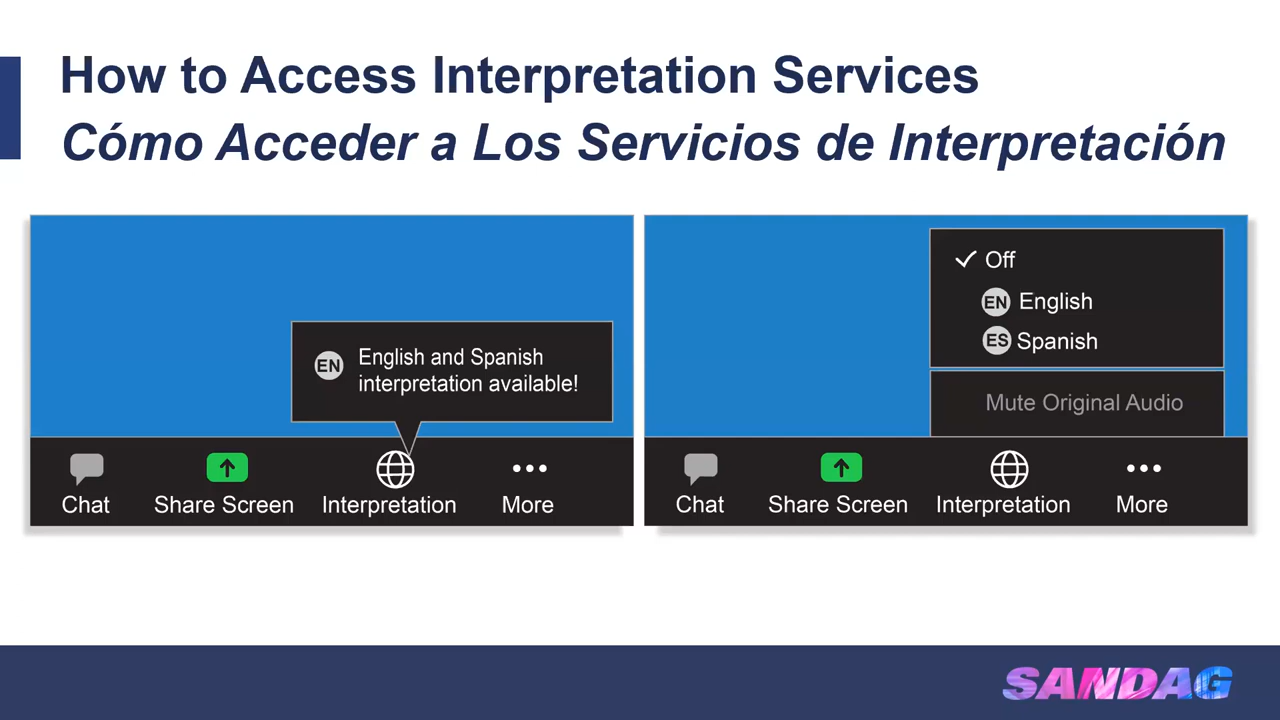 How to Access Interpretation Services
Cómo Acceder a Los Servicios de Interpretación
EN
English and Spanish
interpretation available!
Chat
Share Screen
Interpretation
More
Off
EN English
ES Spanish
Mute Original Audio
Chat
Share Screen
Interpretation
More
SANDAG